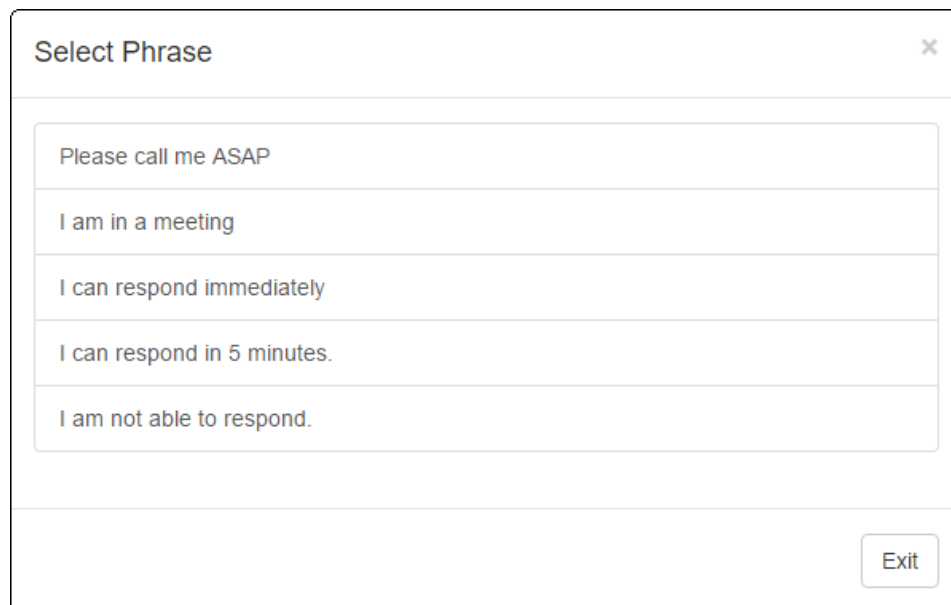 Select Phrase ×
Please call me ASAP
I am in a meeting
I can respond immediately
I can respond in 5 minutes.
I am not able to respond.
Exit